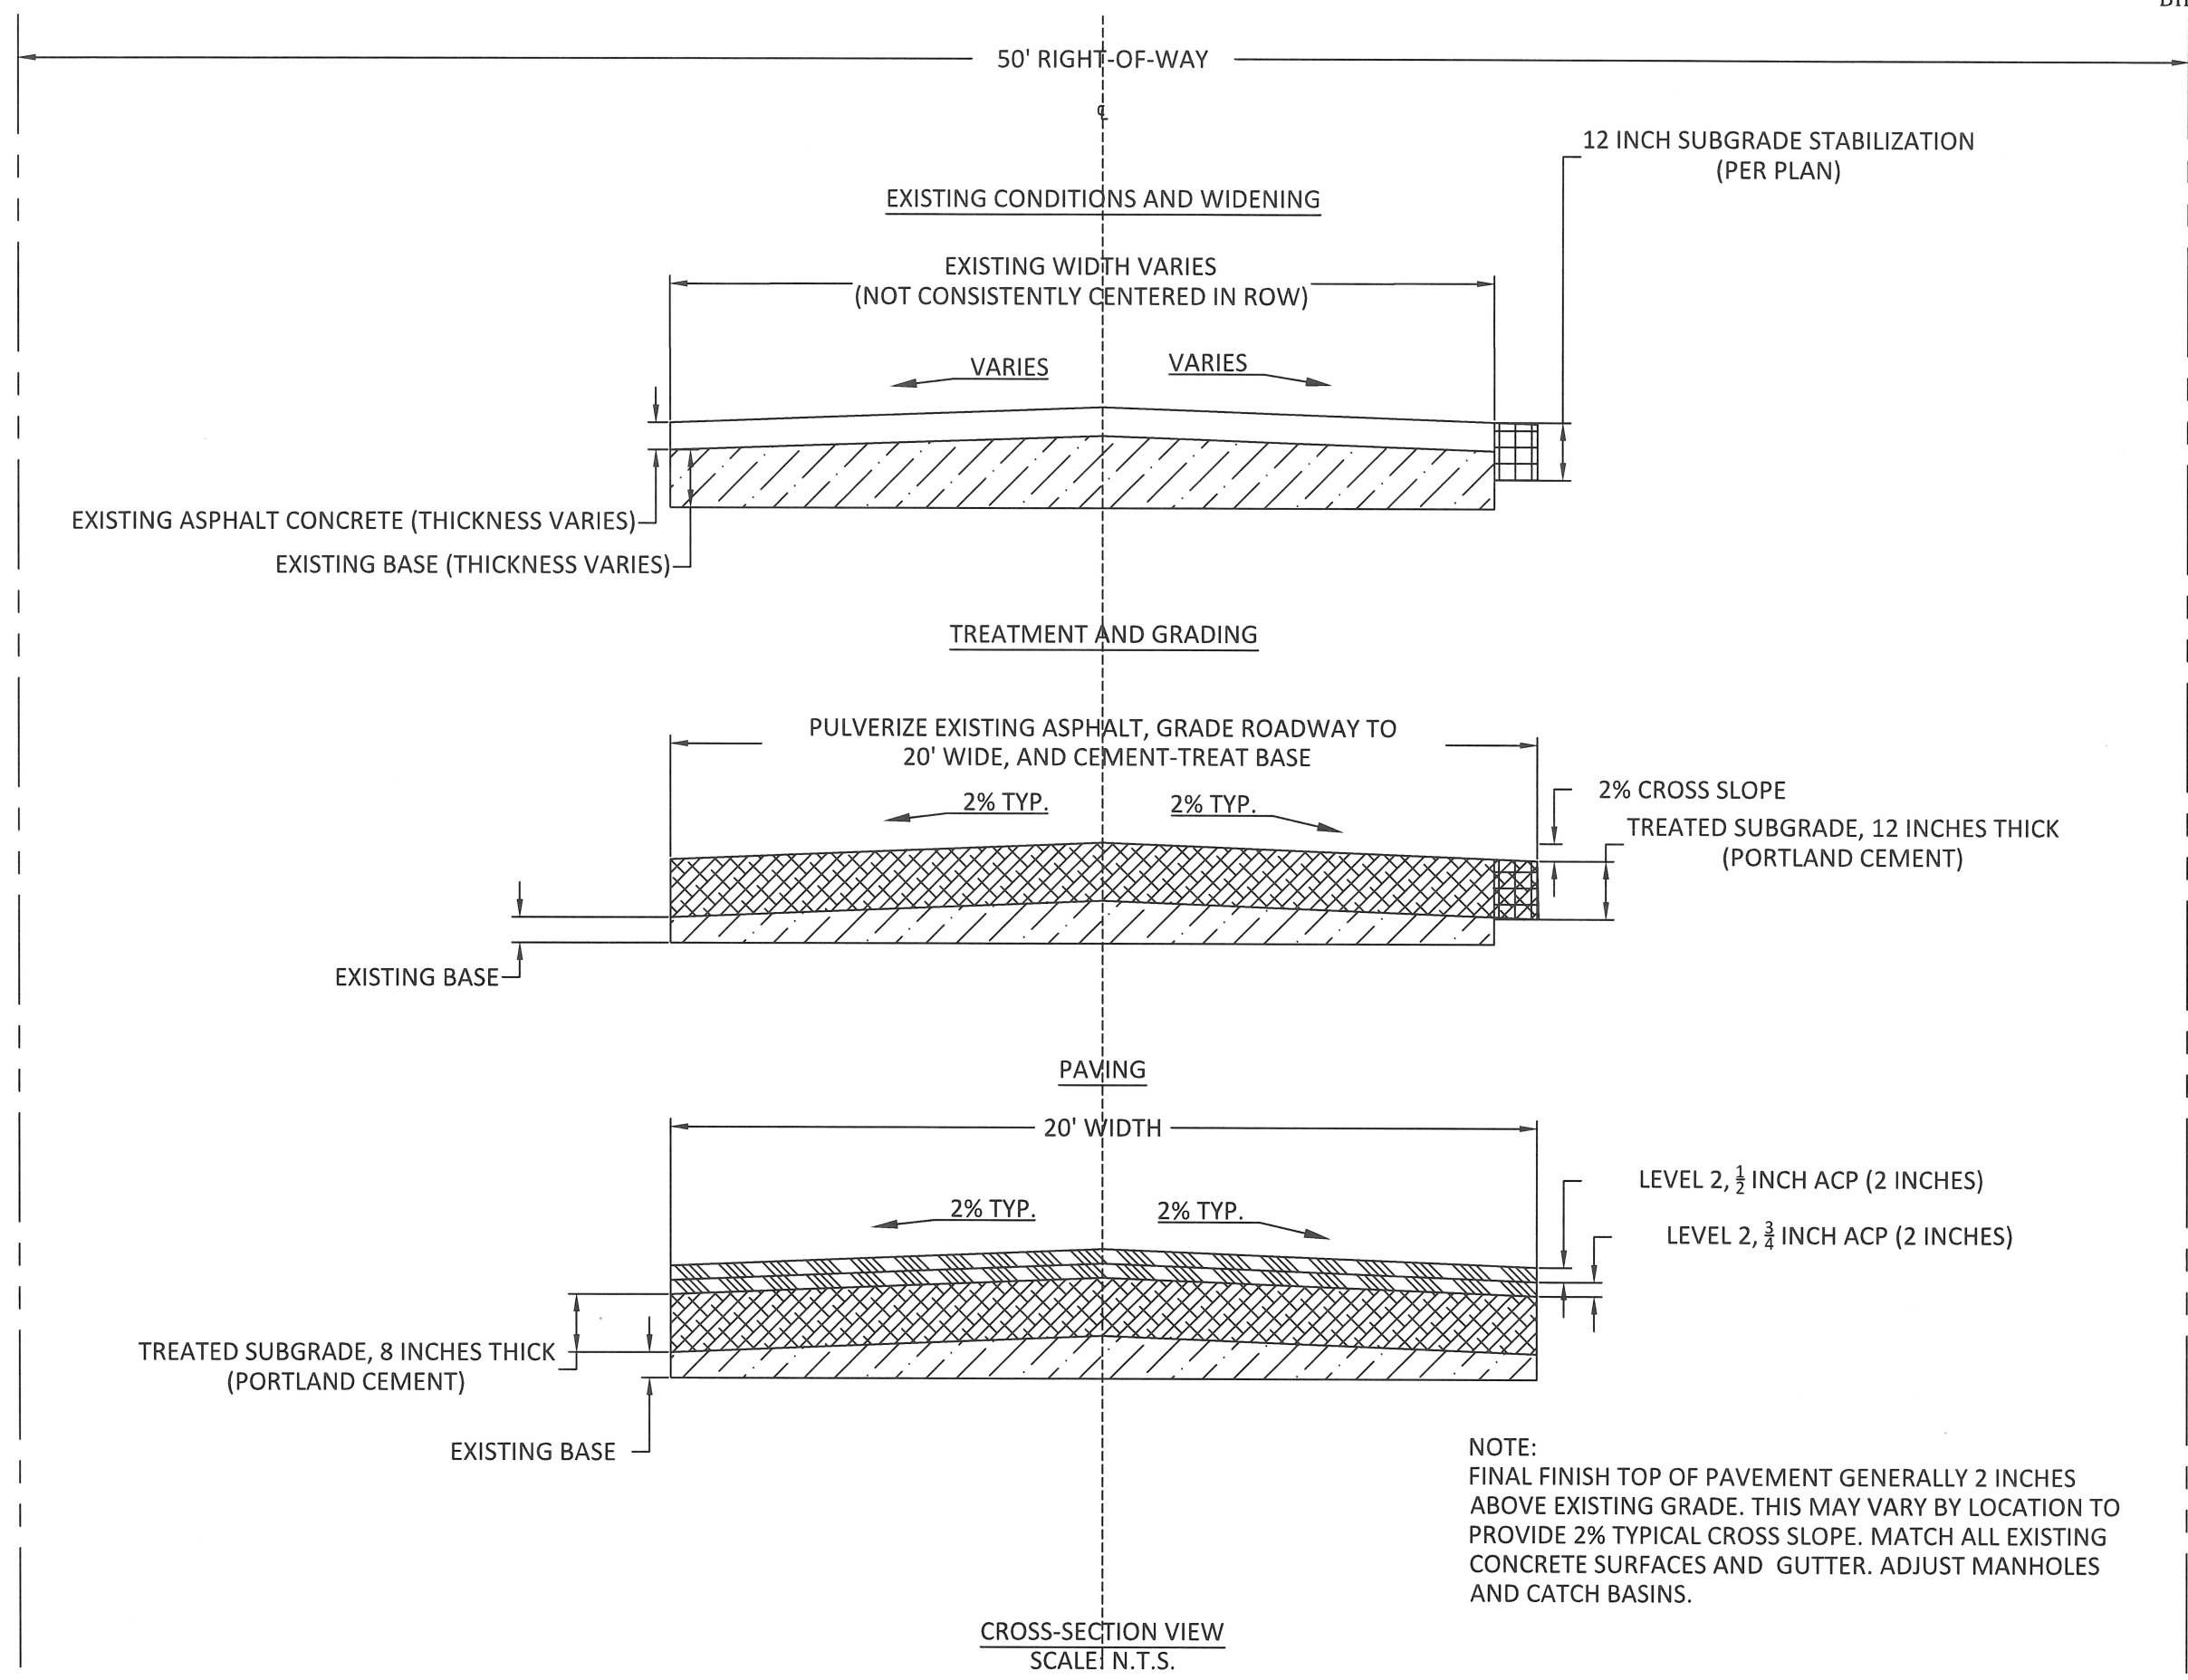 50' RIGHT-OF-WAY
℄
12 INCH SUBGRADE STABILIZATION
(PER PLAN)
EXISTING CONDITIONS AND WIDENING
EXISTING WIDTH VARIES
(NOT CONSISTENTLY CENTERED IN ROW)
VARIES
VARIES
EXISTING ASPHALT CONCRETE (THICKNESS VARIES)
EXISTING BASE (THICKNESS VARIES)
TREATMENT AND GRADING
PULVERIZE EXISTING ASPHALT, GRADE ROADWAY TO
20' WIDE, AND CEMENT-TREAT BASE
2% TYP.
2% TYP.
2% CROSS SLOPE
TREATED SUBGRADE, 12 INCHES THICK
(PORTLAND CEMENT)
EXISTING BASE
PAVING
20' WIDTH
LEVEL 2, 1/2 INCH ACP (2 INCHES)
2% TYP.
2% TYP.
LEVEL 2, 3/4 INCH ACP (2 INCHES)
TREATED SUBGRADE, 8 INCHES THICK
(PORTLAND CEMENT)
EXISTING BASE
NOTE:
FINAL FINISH TOP OF PAVEMENT GENERALLY 2 INCHES
ABOVE EXISTING GRADE. THIS MAY VARY BY LOCATION TO
PROVIDE 2% TYPICAL CROSS SLOPE. MATCH ALL EXISTING
CONCRETE SURFACES AND GUTTER. ADJUST MANHOLES
AND CATCH BASINS.
CROSS-SECTION VIEW
SCALE: N.T.S.